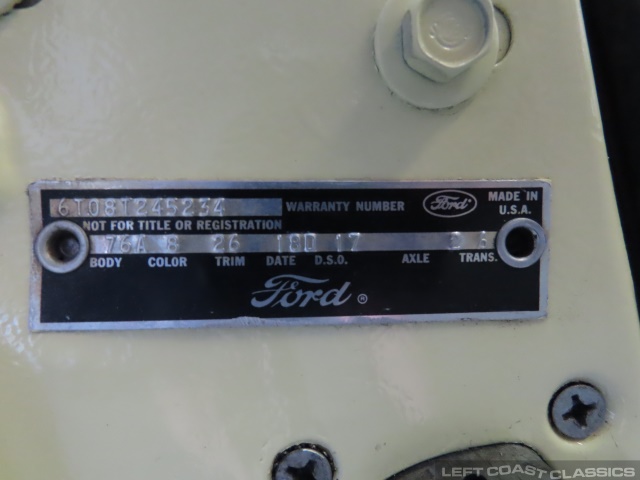 6T08T245234 WARRANTY NUMBER Ford MADE IN U.S.A.
NOT FOR TITLE OR REGISTRATION
76A 8 26 18D 17 A
BODY COLOR TRIM DATE D.S.O. AXLE TRANS.
Ford ®
LEFT COAST CLASSICS